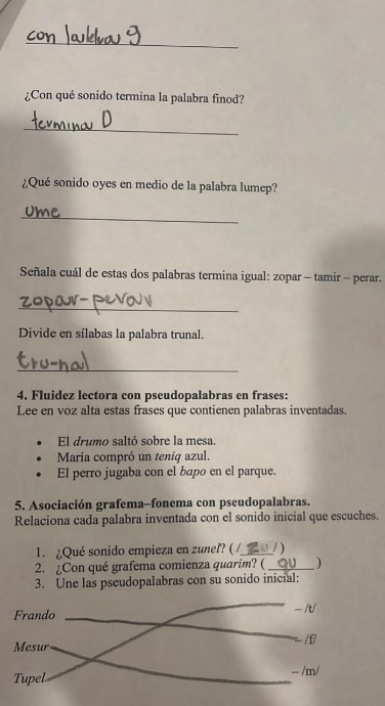 con la letra g
¿Con qué sonido termina la palabra finod?
termina D
¿Qué sonido oyes en medio de la palabra lumep?
ume
Señala cuál de estas dos palabras termina igual: zopar – tamir – perar.
zopar-perar
Divide en sílabas la palabra trunal.
tru-nal
4. Fluidez lectora con pseudopalabras en frases:
Lee en voz alta estas frases que contienen palabras inventadas.
• El drumo saltó sobre la mesa.
• María compró un teniq azul.
• El perro jugaba con el bapo en el parque.
5. Asociación grafema–fonema con pseudopalabras.
Relaciona cada palabra inventada con el sonido inicial que escuches.
1. ¿Qué sonido empieza en zunel? (/ zu /)
2. ¿Con qué grafema comienza quarim? ( qu )
3. Une las pseudopalabras con su sonido inicial:
Frando – /t/
Mesur – /f/
Tupel – /m/